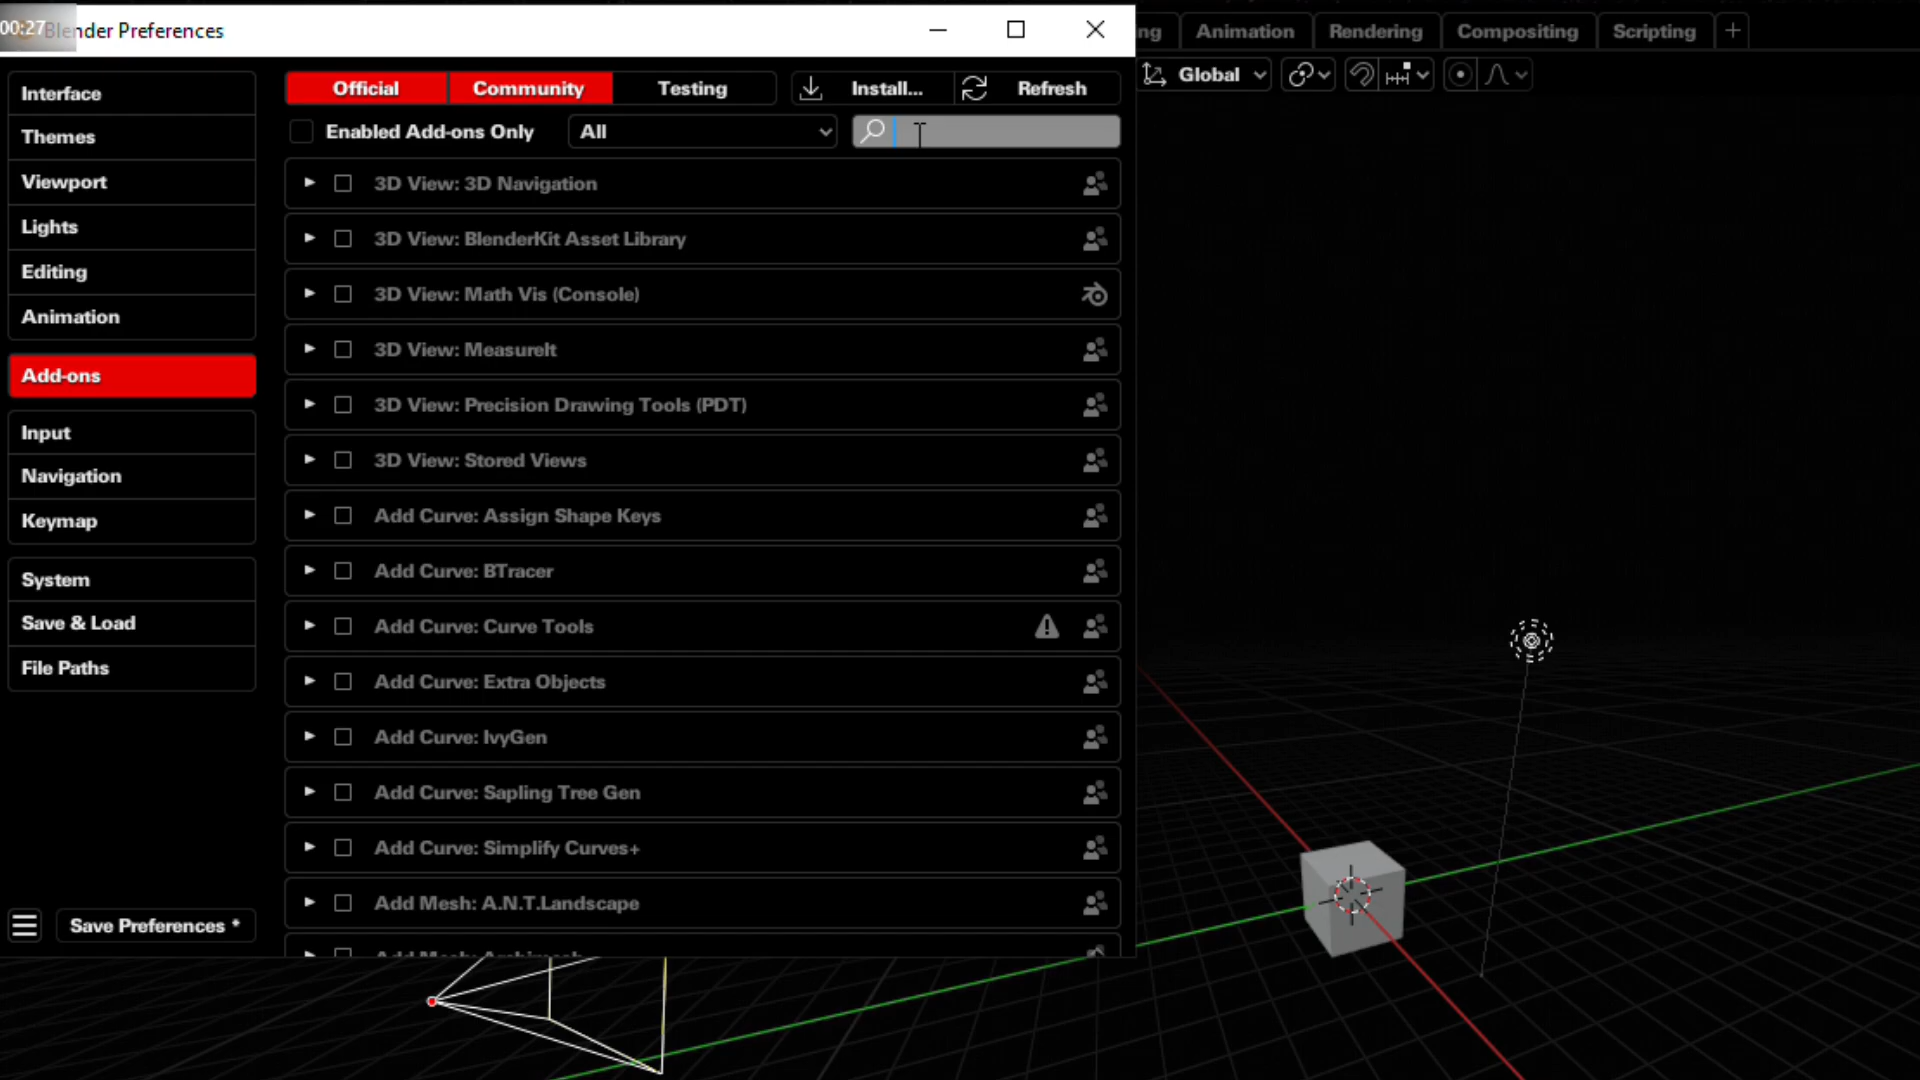 00:27 Blender Preferences
ng Animation Rendering Compositing Scripting +
Global
Interface
Themes
Viewport
Lights
Editing
Animation
Add-ons
Input
Navigation
Keymap
System
Save & Load
File Paths
Save Preferences *
Official Community Testing Install... Refresh
Enabled Add-ons Only All
3D View: 3D Navigation
3D View: BlenderKit Asset Library
3D View: Math Vis (Console)
3D View: MeasureIt
3D View: Precision Drawing Tools (PDT)
3D View: Stored Views
Add Curve: Assign Shape Keys
Add Curve: BTracer
Add Curve: Curve Tools
Add Curve: Extra Objects
Add Curve: IvyGen
Add Curve: Sapling Tree Gen
Add Curve: Simplify Curves+
Add Mesh: A.N.T.Landscape
Add Mesh: Archimesh